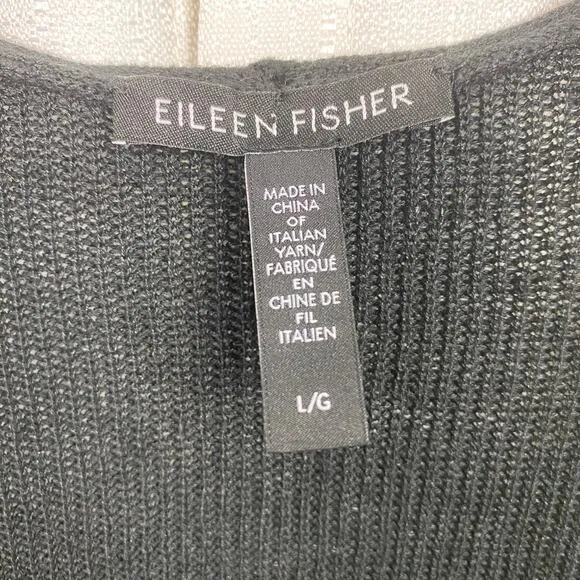 EILEEN FISHER
MADE IN
CHINA
OF
ITALIAN
YARN/
FABRIQUÉ
EN
CHINE DE
FIL
ITALIEN
L/G